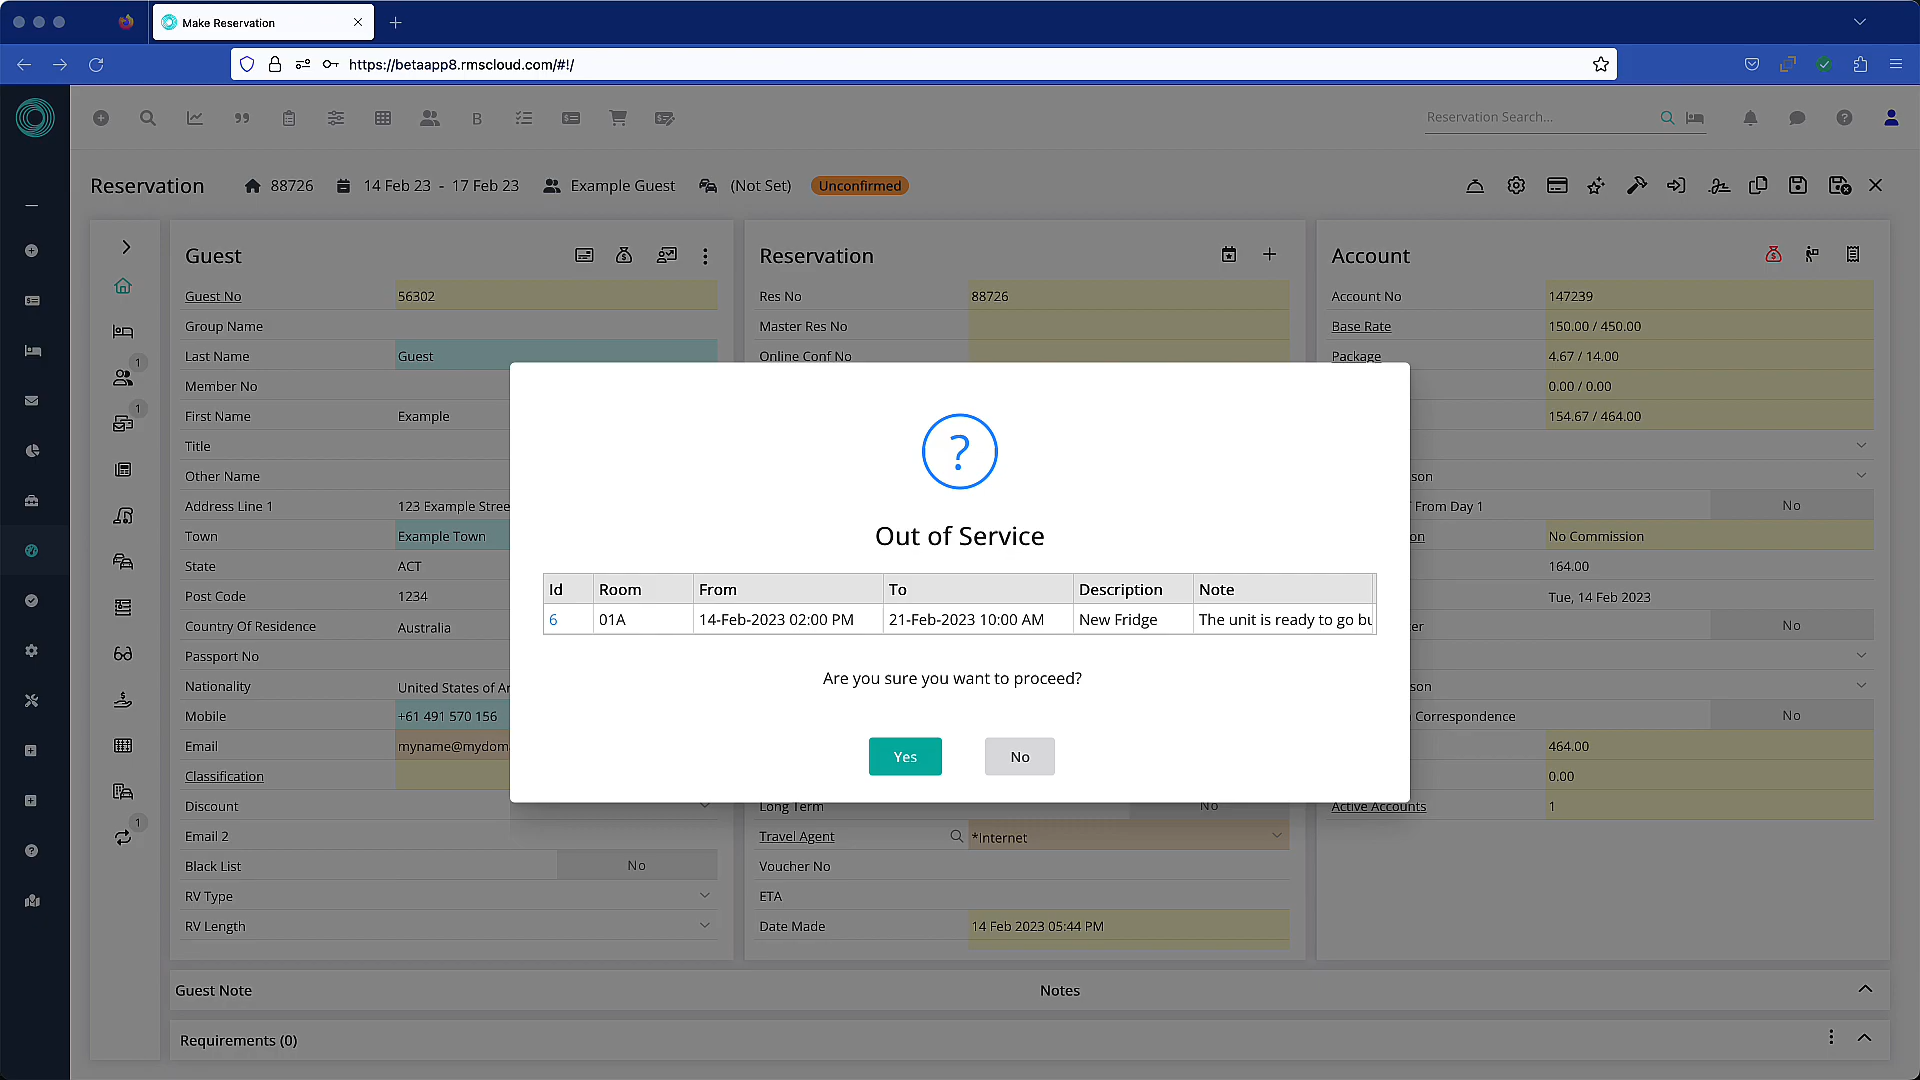 Make Reservation
https://betaapp8.rmscloud.com/#!/
B
Reservation Search...
Reservation
88726
14 Feb 23 - 17 Feb 23
Example Guest
(Not Set)
Unconfirmed
Guest
Guest No 56302
Group Name
Last Name Guest
Member No
First Name Example
Title
Other Name
Address Line 1 123 Example Stree
Town Example Town
State ACT
Post Code 1234
Country Of Residence Australia
Passport No
Nationality United States of Ar
Mobile +61 491 570 156
Email myname@mydom
Classification
Discount
Email 2
Black List No
RV Type
RV Length
1
1
1
Reservation
Res No 88726
Master Res No
Online Conf No
Long Term No
Travel Agent *Internet
Voucher No
ETA
Date Made 14 Feb 2023 05:44 PM
Account
Account No 147239
Base Rate 150.00 / 450.00
Package 4.67 / 14.00
0.00 / 0.00
154.67 / 464.00
son
From Day 1 No
on No Commission
164.00
Tue, 14 Feb 2023
ter No
son
Correspondence No
464.00
0.00
Active Accounts 1
?
Out of Service
Id Room From To Description Note
6 01A 14-Feb-2023 02:00 PM 21-Feb-2023 10:00 AM New Fridge The unit is ready to go bu
Are you sure you want to proceed?
Yes No
Guest Note Notes
Requirements (0)